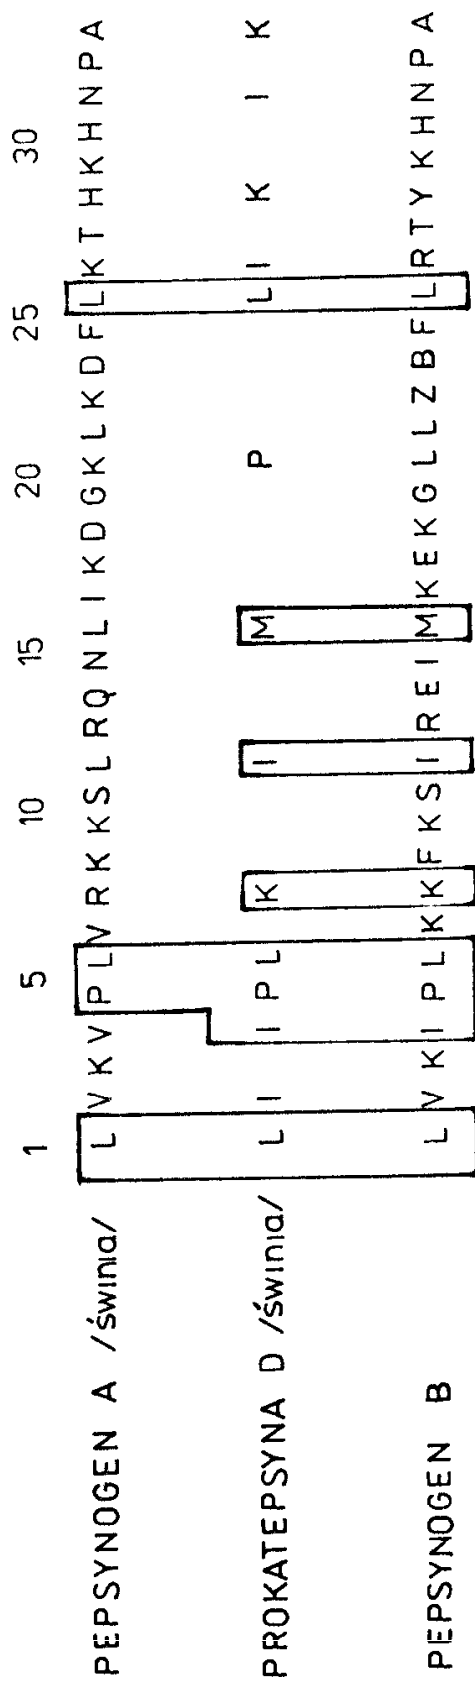 1 5 10 15 20 25 30
PEPSYNOGEN A /świnia/ L V K V P L V R K K S L R Q N L I K D G K L K D F L K T H K H N P A
PROKATEPSYNA D /świnia/ L I I P L K I M P L I K I K
PEPSYNOGEN B L V K I P L K K F K S I R E I M K E K G L L Z B F L R T Y K H N P A